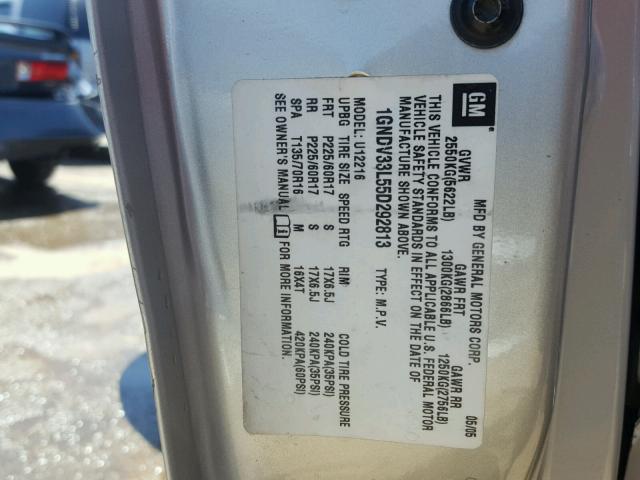 GM
MFD BY GENERAL MOTORS CORP. 05/05
GVWR GAWR FRT GAWR RR
2550KG(5622LB) 1300KG(2866LB) 1250KG(2756LB)
THIS VEHICLE CONFORMS TO ALL APPLICABLE U.S. FEDERAL MOTOR
VEHICLE SAFETY STANDARDS IN EFFECT ON THE DATE OF
MANUFACTURE SHOWN ABOVE.
1GNDV33L55D292813 TYPE: M.P.V.
UPBG U12216
TIRE SIZE SPEED RTG RIM COLD TIRE PRESSURE
FRT P225/60R17 S 17X6.5J 240KPA(35PSI)
RR P225/60R17 S 17X6.5J 240KPA(35PSI)
SPA T135/70R16 M 16X4T 420KPA(60PSI)
SEE OWNER'S MANUAL FOR MORE INFORMATION.